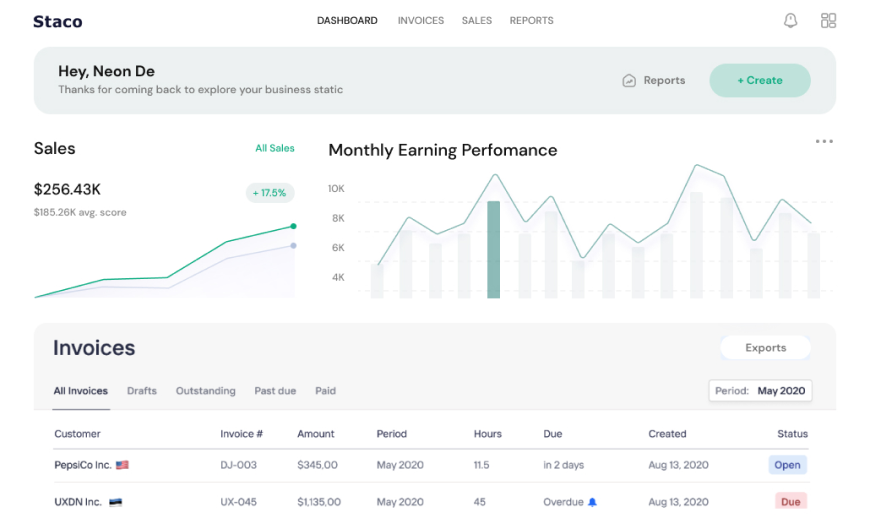 Staco
DASHBOARD INVOICES SALES REPORTS
Hey, Neon De
Thanks for coming back to explore your business static
Reports
+ Create
Sales
All Sales
$256.43K
+ 17.5%
$185.26K avg. score
Monthly Earning Perfomance
10K
8K
6K
4K
Invoices
Exports
All Invoices Drafts Outstanding Past due Paid
Period: May 2020
Customer Invoice # Amount Period Hours Due Created Status
PepsiCo Inc. DJ-003 $345,00 May 2020 11.5 in 2 days Aug 13, 2020 Open
UXDN Inc. UX-045 $1,135,00 May 2020 45 Overdue Aug 13, 2020 Due